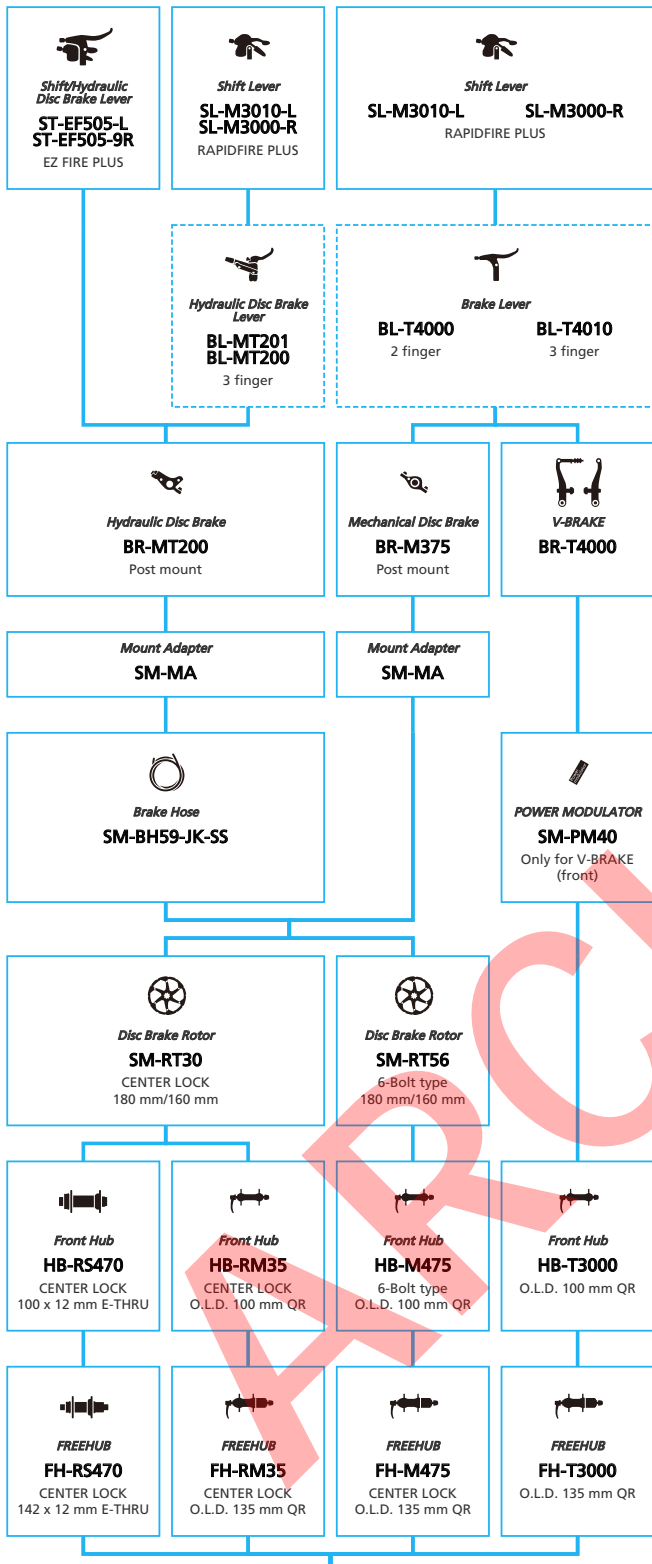 Shift/Hydraulic
Disc Brake Lever
ST-EF505-L
ST-EF505-9R
EZ FIRE PLUS
Shift Lever
SL-M3010-L
SL-M3000-R
RAPIDFIRE PLUS
Shift Lever
SL-M3010-L SL-M3000-R
RAPIDFIRE PLUS
Hydraulic Disc Brake
Lever
BL-MT201
BL-MT200
3 finger
Brake Lever
BL-T4000 BL-T4010
2 finger 3 finger
Hydraulic Disc Brake
BR-MT200
Post mount
Mechanical Disc Brake
BR-M375
Post mount
V-BRAKE
BR-T4000
Mount Adapter
SM-MA
Mount Adapter
SM-MA
Brake Hose
SM-BH59-JK-SS
POWER MODULATOR
SM-PM40
Only for V-BRAKE
(front)
Disc Brake Rotor
SM-RT30
CENTER LOCK
180 mm/160 mm
Disc Brake Rotor
SM-RT56
6-Bolt type
180 mm/160 mm
Front Hub
HB-RS470
CENTER LOCK
100 x 12 mm E-THRU
Front Hub
HB-RM35
CENTER LOCK
O.L.D. 100 mm QR
Front Hub
HB-M475
6-Bolt type
O.L.D. 100 mm QR
Front Hub
HB-T3000
O.L.D. 100 mm QR
FREEHUB
FH-RS470
CENTER LOCK
142 x 12 mm E-THRU
FREEHUB
FH-RM35
CENTER LOCK
O.L.D. 135 mm QR
FREEHUB
FH-M475
CENTER LOCK
O.L.D. 135 mm QR
FREEHUB
FH-T3000
O.L.D. 135 mm QR